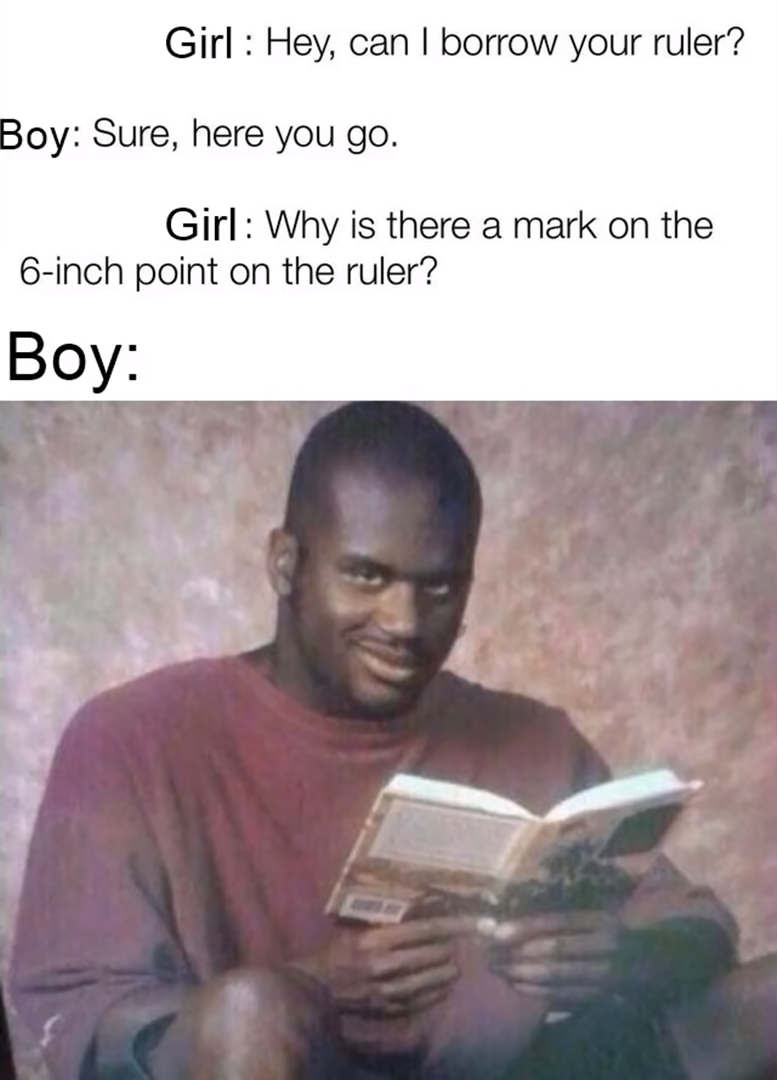 Girl : Hey, can I borrow your ruler?
Boy: Sure, here you go.
Girl : Why is there a mark on the
6-inch point on the ruler?
Boy: